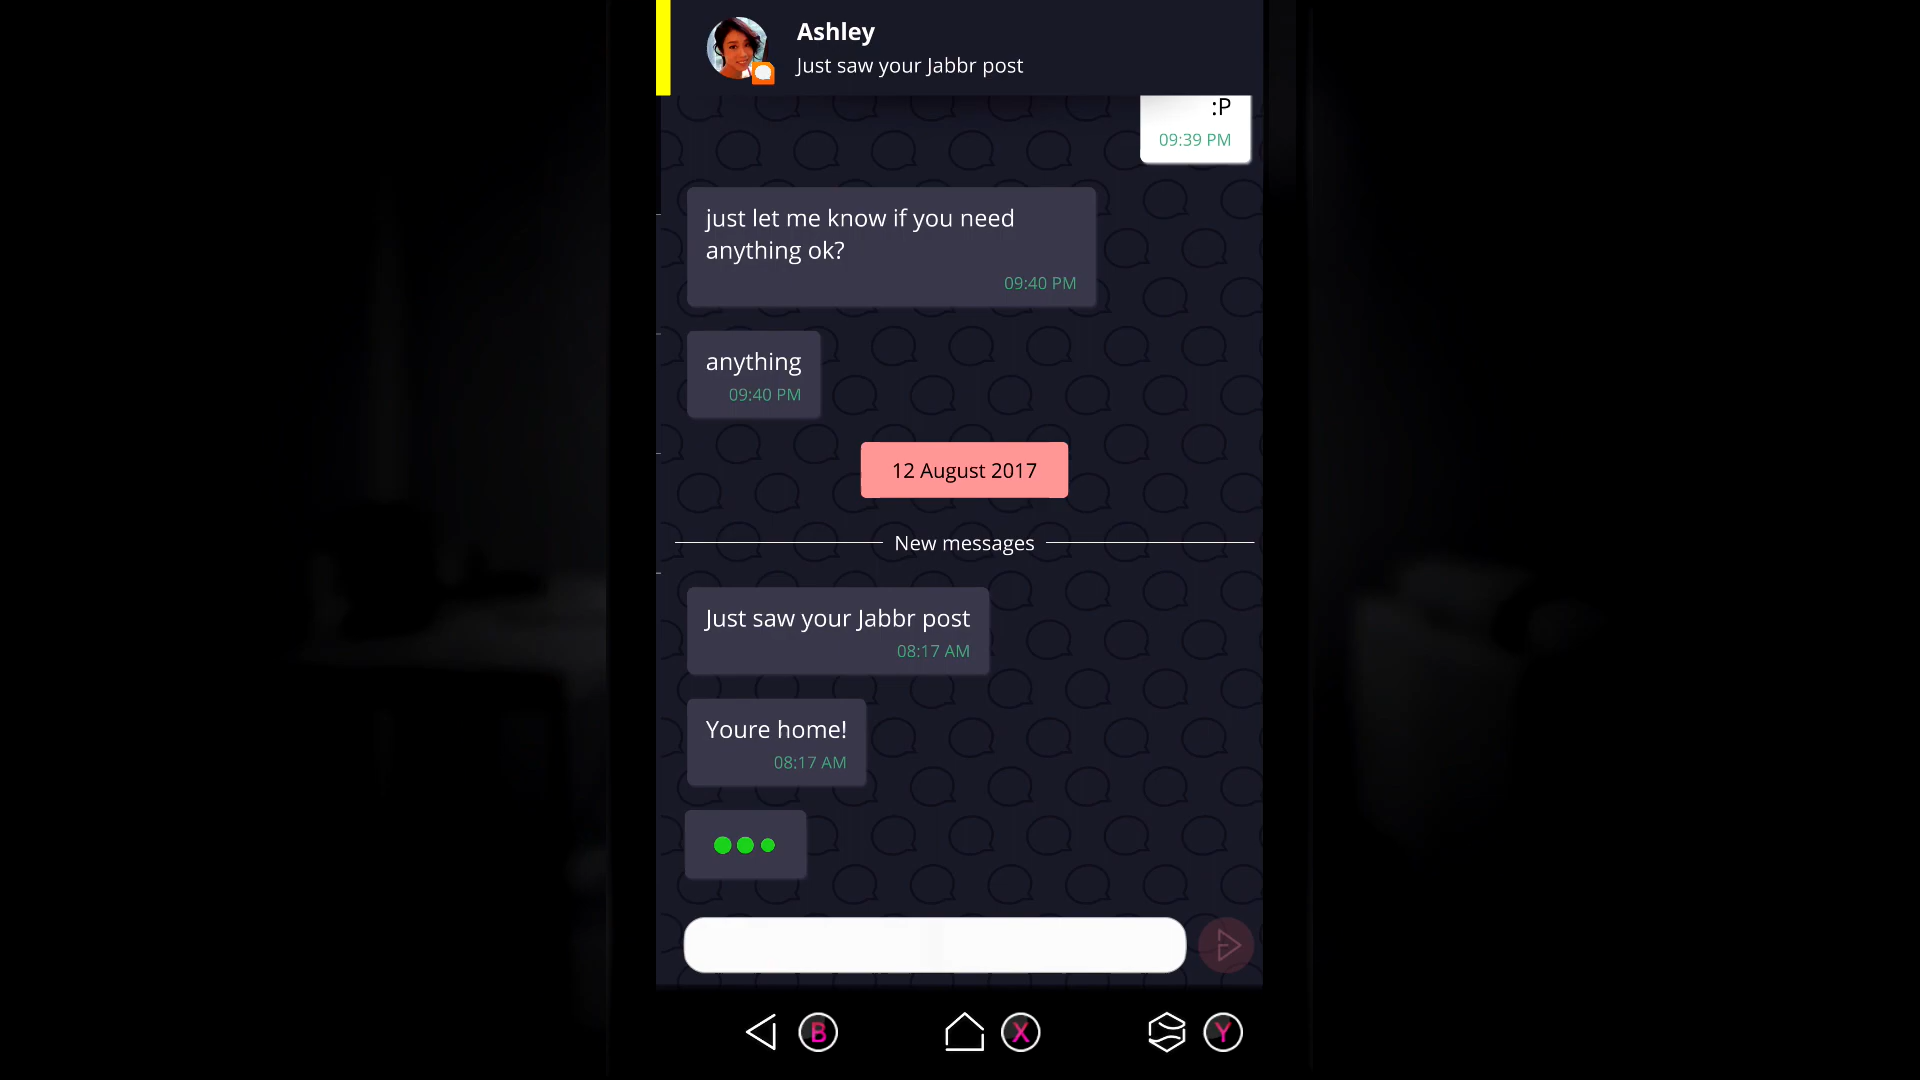 Ashley
Just saw your Jabbr post
:P
09:39 PM
just let me know if you need
anything ok?
09:40 PM
anything
09:40 PM
12 August 2017
New messages
Just saw your Jabbr post
08:17 AM
Youre home!
08:17 AM
B
X
Y